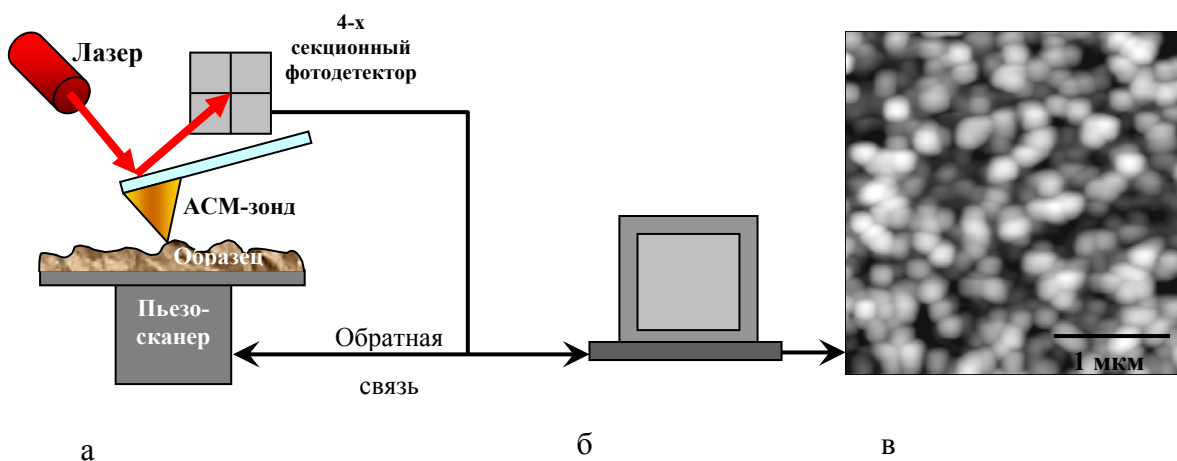 4-х
секционный
фотодетектор
Лазер
АСМ-зонд
Образец
Пьезо-
сканер
Обратная
связь
1 мкм
а
б
в